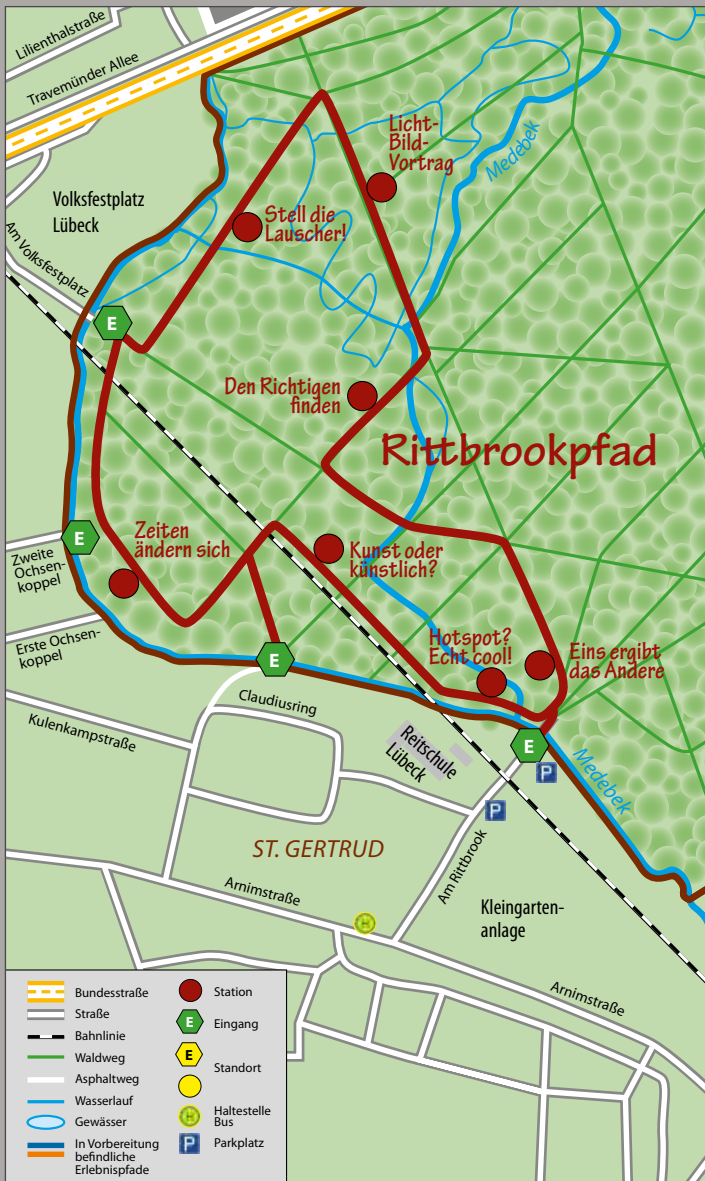 Lilienthalstraße
Travemünder Allee
Licht-
Bild-
Vortrag
Medebek
Volksfestplatz
Lübeck
Stell die
Lauscher!
Am Volksfestplatz
E
Den Richtigen
finden
Rittbrookpfad
Zeiten
ändern sich
E
Zweite
Ochsen-
koppel
Kunst oder
künstlich?
Erste Ochsen-
koppel
Hotspot?
Echt cool!
Eins ergibt
das Andere
E
Claudiusring
Kulenkampstraße
Reitschule
Lübeck
E
P
Medebek
P
ST. GERTRUD
Am Rittbrook
Arnimstraße
Kleingarten-
anlage
H
Arnimstraße
Bundesstraße
Straße
Bahnlinie
Waldweg
Asphaltweg
Wasserlauf
Gewässer
In Vorbereitung
befindliche
Erlebnispfade
Station
E
Eingang
E
Standort
H
Haltestelle
Bus
P
Parkplatz